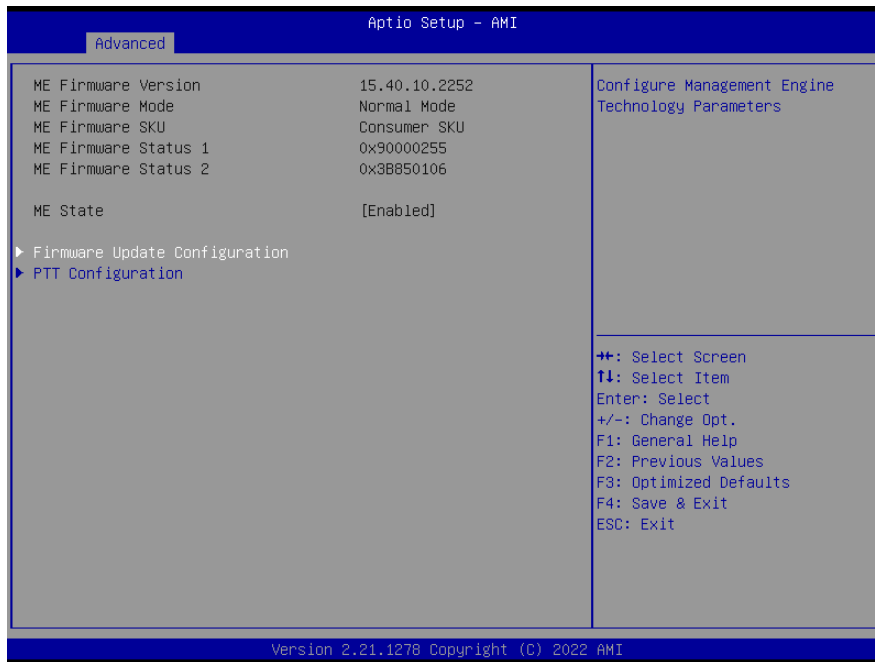 Aptio Setup – AMI
Advanced
ME Firmware Version 15.40.10.2252
ME Firmware Mode Normal Mode
ME Firmware SKU Consumer SKU
ME Firmware Status 1 0x90000255
ME Firmware Status 2 0x3B850106
ME State [Enabled]
▶ Firmware Update Configuration
▶ PTT Configuration
Configure Management Engine
Technology Parameters
→←: Select Screen
↑↓: Select Item
Enter: Select
+/-: Change Opt.
F1: General Help
F2: Previous Values
F3: Optimized Defaults
F4: Save & Exit
ESC: Exit
Version 2.21.1278 Copyright (C) 2022 AMI